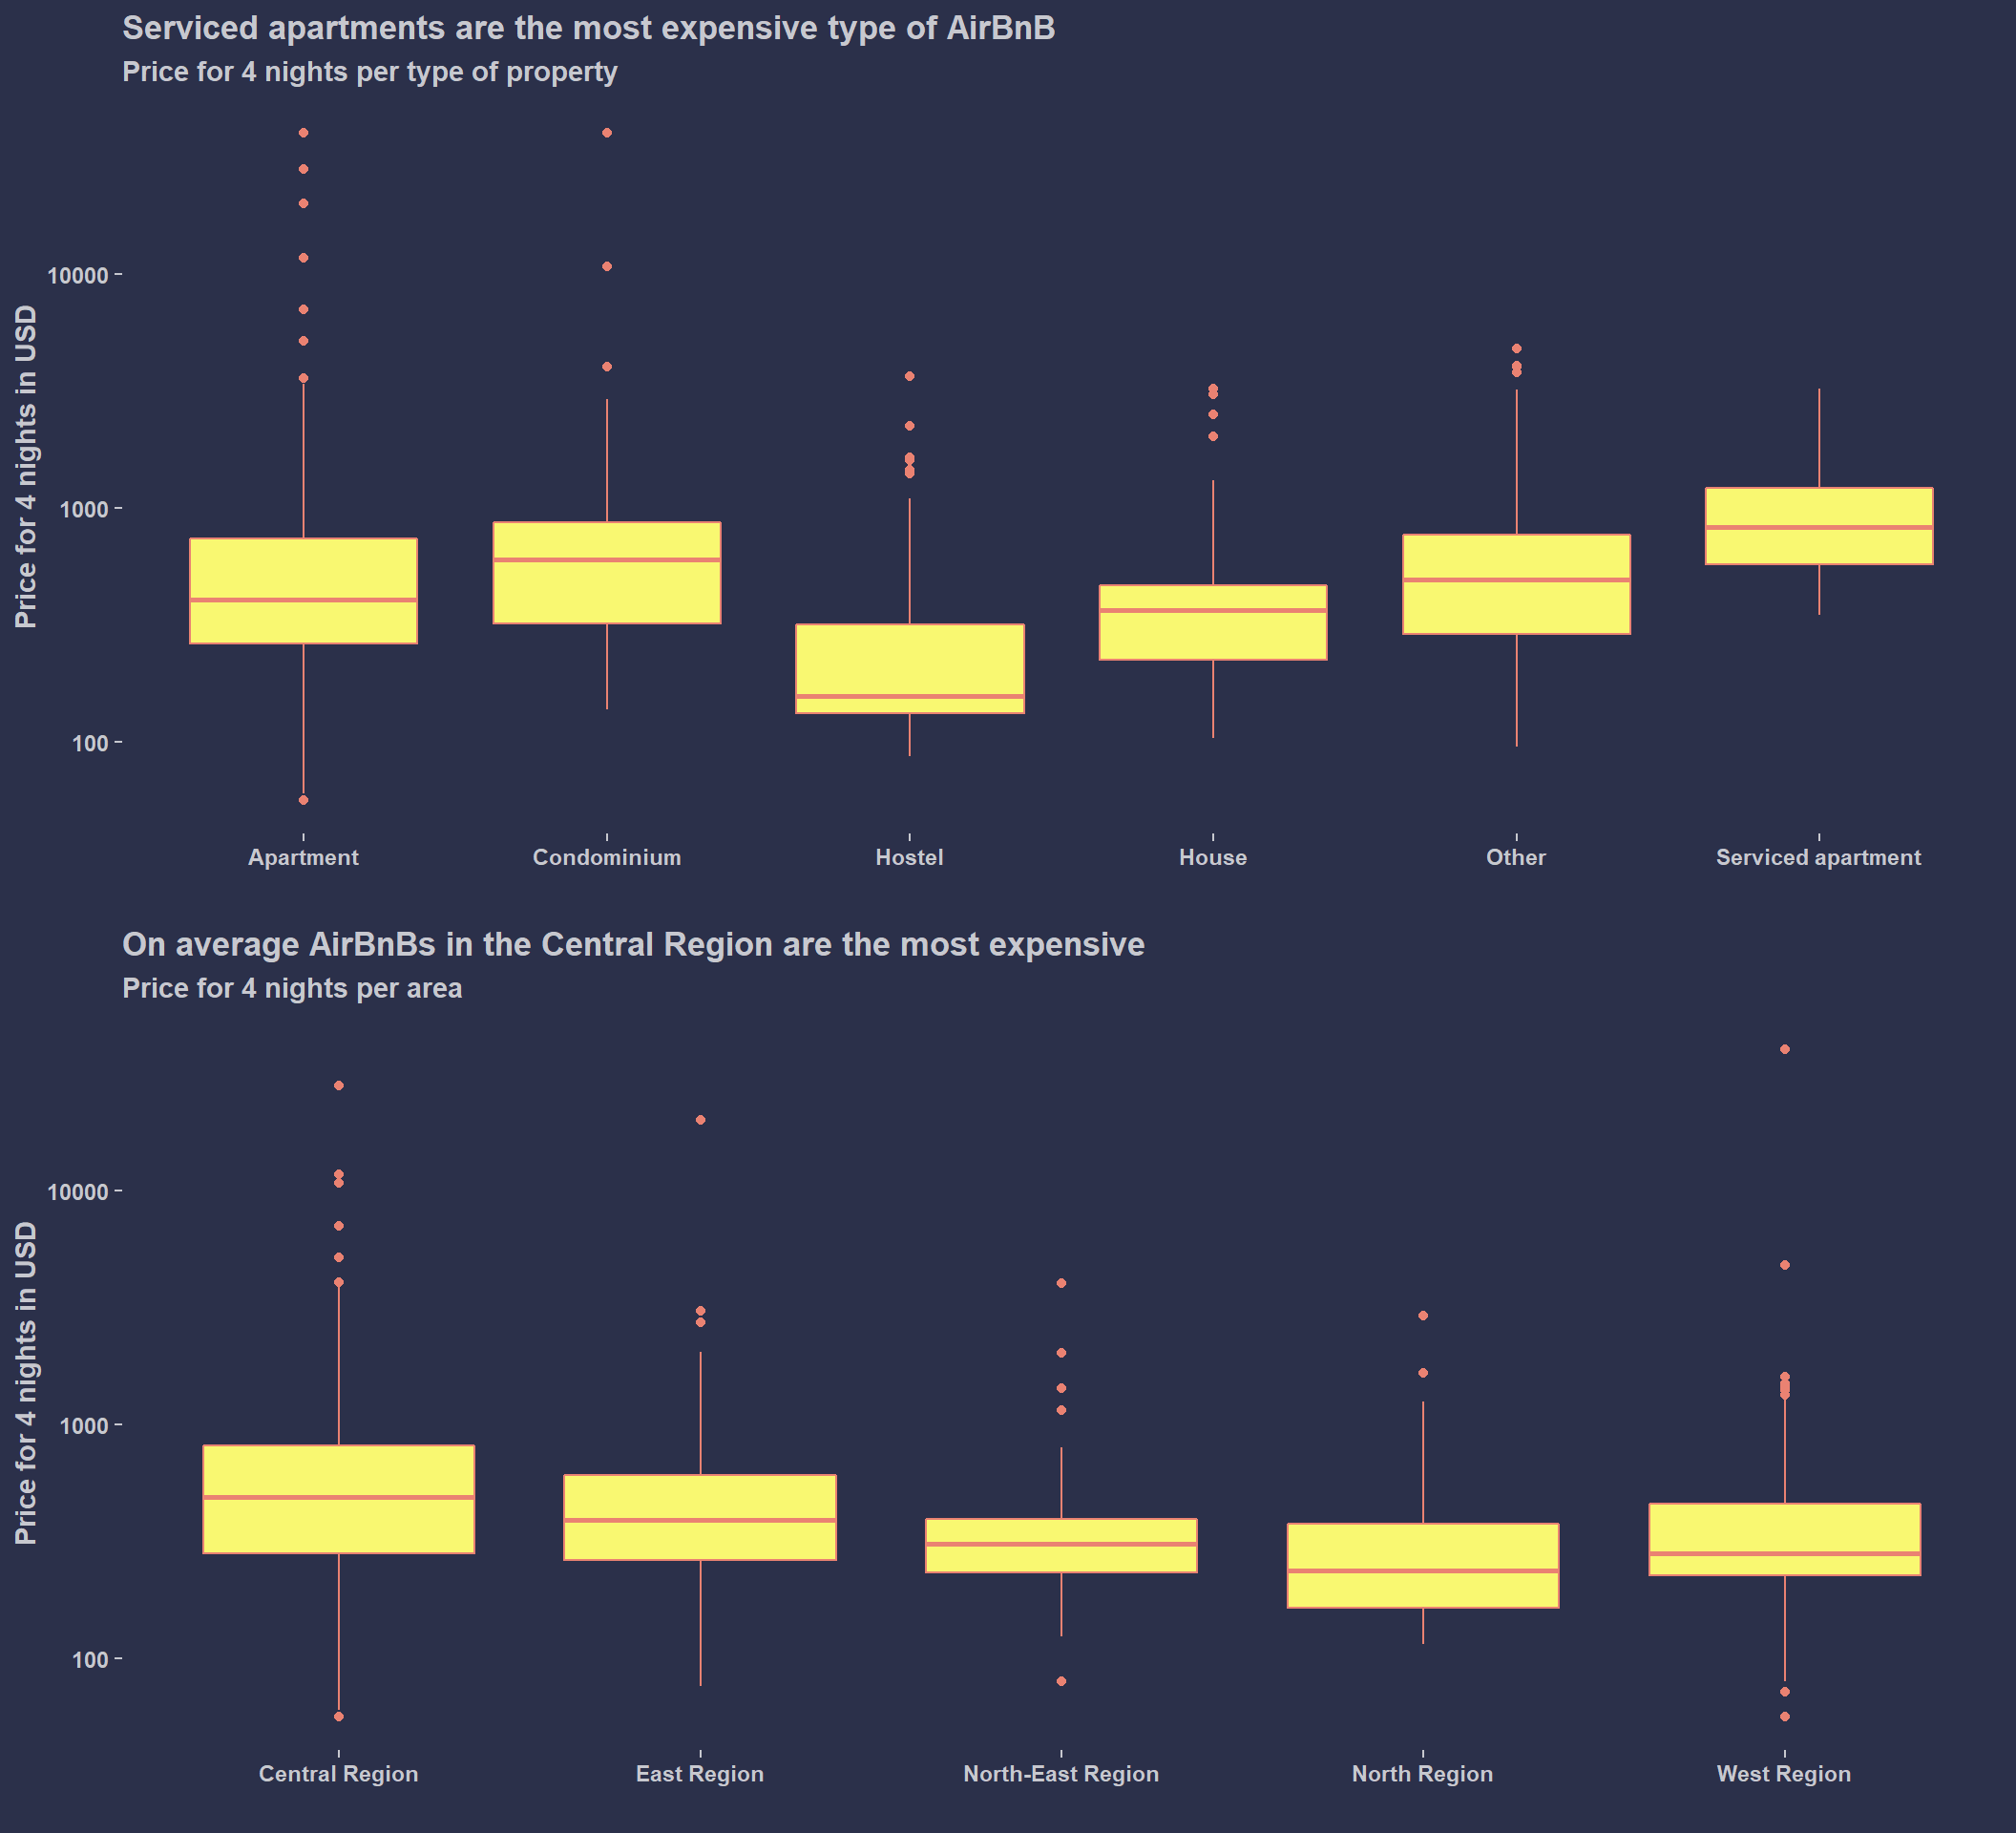 Serviced apartments are the most expensive type of AirBnB
Price for 4 nights per type of property
Price for 4 nights in USD
10000
1000
100
Apartment Condominium Hostel House Other Serviced apartment
On average AirBnBs in the Central Region are the most expensive
Price for 4 nights per area
Price for 4 nights in USD
10000
1000
100
Central Region East Region North-East Region North Region West Region